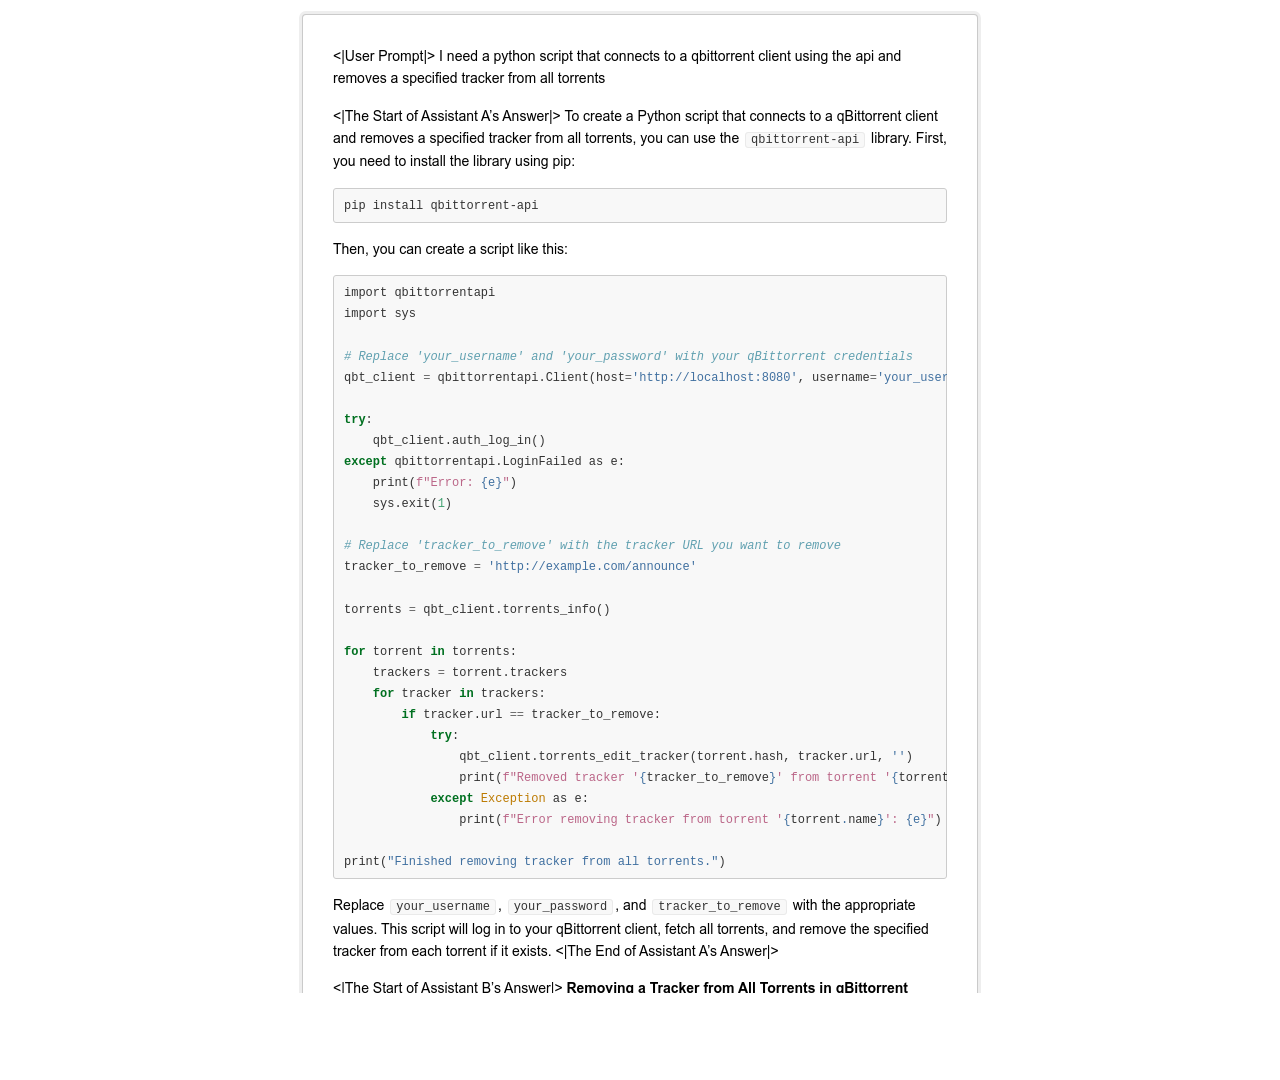 <|User Prompt|> I need a python script that connects to a qbittorrent client using the api and
removes a specified tracker from all torrents
<|The Start of Assistant A’s Answer|> To create a Python script that connects to a qBittorrent client
and removes a specified tracker from all torrents, you can use the qbittorrent-api library. First,
you need to install the library using pip:
pip install qbittorrent-api
Then, you can create a script like this:
import qbittorrentapi
import sys
# Replace 'your_username' and 'your_password' with your qBittorrent credentials
qbt_client = qbittorrentapi.Client(host='http://localhost:8080', username='your_user
try:
    qbt_client.auth_log_in()
except qbittorrentapi.LoginFailed as e:
    print(f"Error: {e}")
    sys.exit(1)
# Replace 'tracker_to_remove' with the tracker URL you want to remove
tracker_to_remove = 'http://example.com/announce'
torrents = qbt_client.torrents_info()
for torrent in torrents:
    trackers = torrent.trackers
    for tracker in trackers:
        if tracker.url == tracker_to_remove:
            try:
                qbt_client.torrents_edit_tracker(torrent.hash, tracker.url, '')
                print(f"Removed tracker '{tracker_to_remove}' from torrent '{torrent
            except Exception as e:
                print(f"Error removing tracker from torrent '{torrent.name}': {e}")
print("Finished removing tracker from all torrents.")
Replace your_username, your_password, and tracker_to_remove with the appropriate
values. This script will log in to your qBittorrent client, fetch all torrents, and remove the specified
tracker from each torrent if it exists. <|The End of Assistant A’s Answer|>
<|The Start of Assistant B’s Answer|> Removing a Tracker from All Torrents in qBittorrent